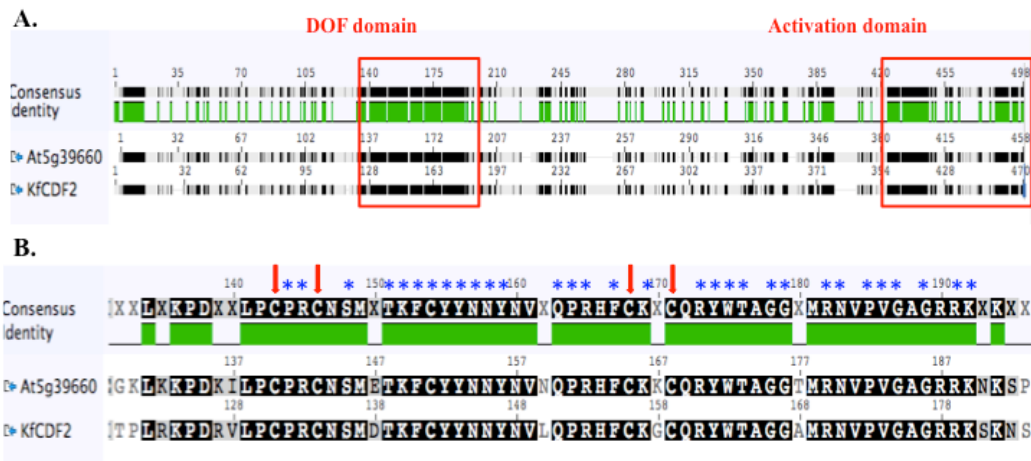 A.
DOF domain Activation domain
1 35 70 105 140 175 210 245 280 315 350 385 420 455 498
Consensus
Identity
1 32 67 102 137 172 207 237 257 290 316 346 380 415 458
At5g39660
1 32 62 95 128 163 197 232 267 302 337 371 394 428 470
KfCDF2
B.
140 150 160 170 180 190
Consensus XXLXKPDXXLPCPRCNSMXTKFCYYNNYNVXQPRHFCKXCQRYWTAGGXMRNVPVGAGRRKXKXX
Identity
137 147 157 167 177 187
At5g39660 GKLKKPDKILPCPRCNSMETKFCYYNNYNVNQPRHFCKKCQRYWTAGGTMRNVPVGAGRRKNKSP
128 138 148 158 168 178
KfCDF2 TPLRKPDRVLPCPRCNSMDTKFCYYNNYNVLQPRHFCKGCQRYWTAGGAMRNVPVGAGRRKSKNS